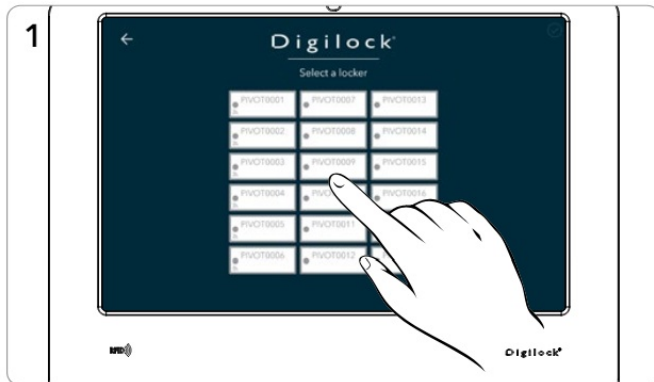 1
Digilock
Select a locker
PIVOT0001 PIVOT0007 PIVOT0013
PIVOT0002 PIVOT0008 PIVOT0014
PIVOT0003 PIVOT0009 PIVOT0015
PIVOT0004 PIVOT0016
PIVOT0005 PIVOT0011
PIVOT0006 PIVOT0012
RFID Digilock